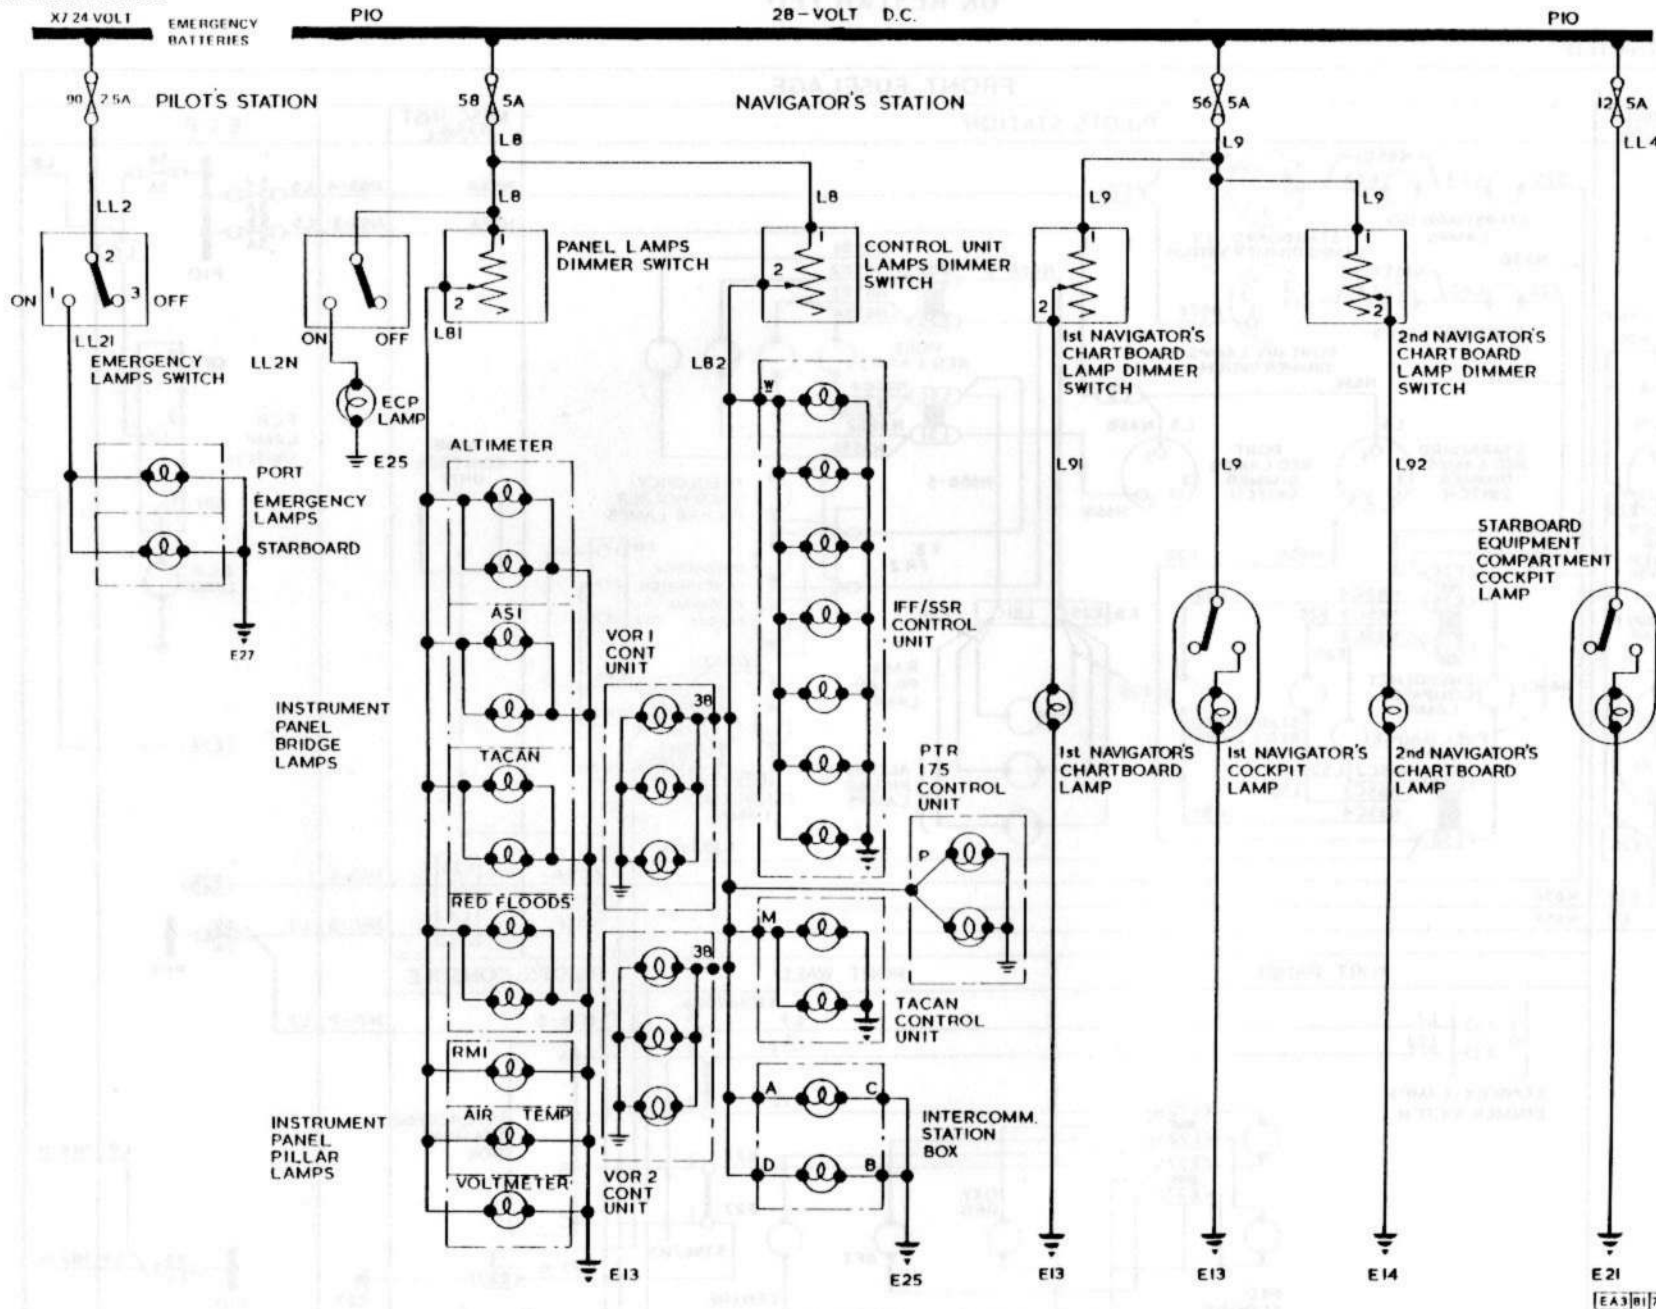 X7 24 VOLT
EMERGENCY
BATTERIES
P10
28-VOLT D.C.
P10
90 2.5A
PILOT'S STATION
58 5A
NAVIGATOR'S STATION
56 5A
12 5A
L8
L9
LL4
LL2
L8
L8
L9
L9
2
ON 1 3 OFF
ON OFF
1
2
PANEL LAMPS
DIMMER SWITCH
1
2
CONTROL UNIT
LAMPS DIMMER
SWITCH
1
2
1st NAVIGATOR'S
CHARTBOARD
LAMP DIMMER
SWITCH
1
2
2nd NAVIGATOR'S
CHARTBOARD
LAMP DIMMER
SWITCH
LL21
EMERGENCY
LAMPS SWITCH
LL2N
ECP
LAMP
E25
L81
L82
L91
L9
L92
PORT
EMERGENCY
LAMPS
STARBOARD
E27
ALTIMETER
ASI
TACAN
RED FLOODS
INSTRUMENT
PANEL
BRIDGE
LAMPS
RMI
AIR TEMP
VOLTMETER
INSTRUMENT
PANEL
PILLAR
LAMPS
E13
VOR 1
CONT
UNIT
38
38
VOR 2
CONT
UNIT
W
IFF/SSR
CONTROL
UNIT
PTR
175
CONTROL
UNIT
P
M
TACAN
CONTROL
UNIT
A C
D B
INTERCOMM.
STATION
BOX
E25
1st NAVIGATOR'S
CHARTBOARD
LAMP
E13
1st NAVIGATOR'S
COCKPIT
LAMP
E13
2nd NAVIGATOR'S
CHARTBOARD
LAMP
E14
STARBOARD
EQUIPMENT
COMPARTMENT
COCKPIT
LAMP
E21